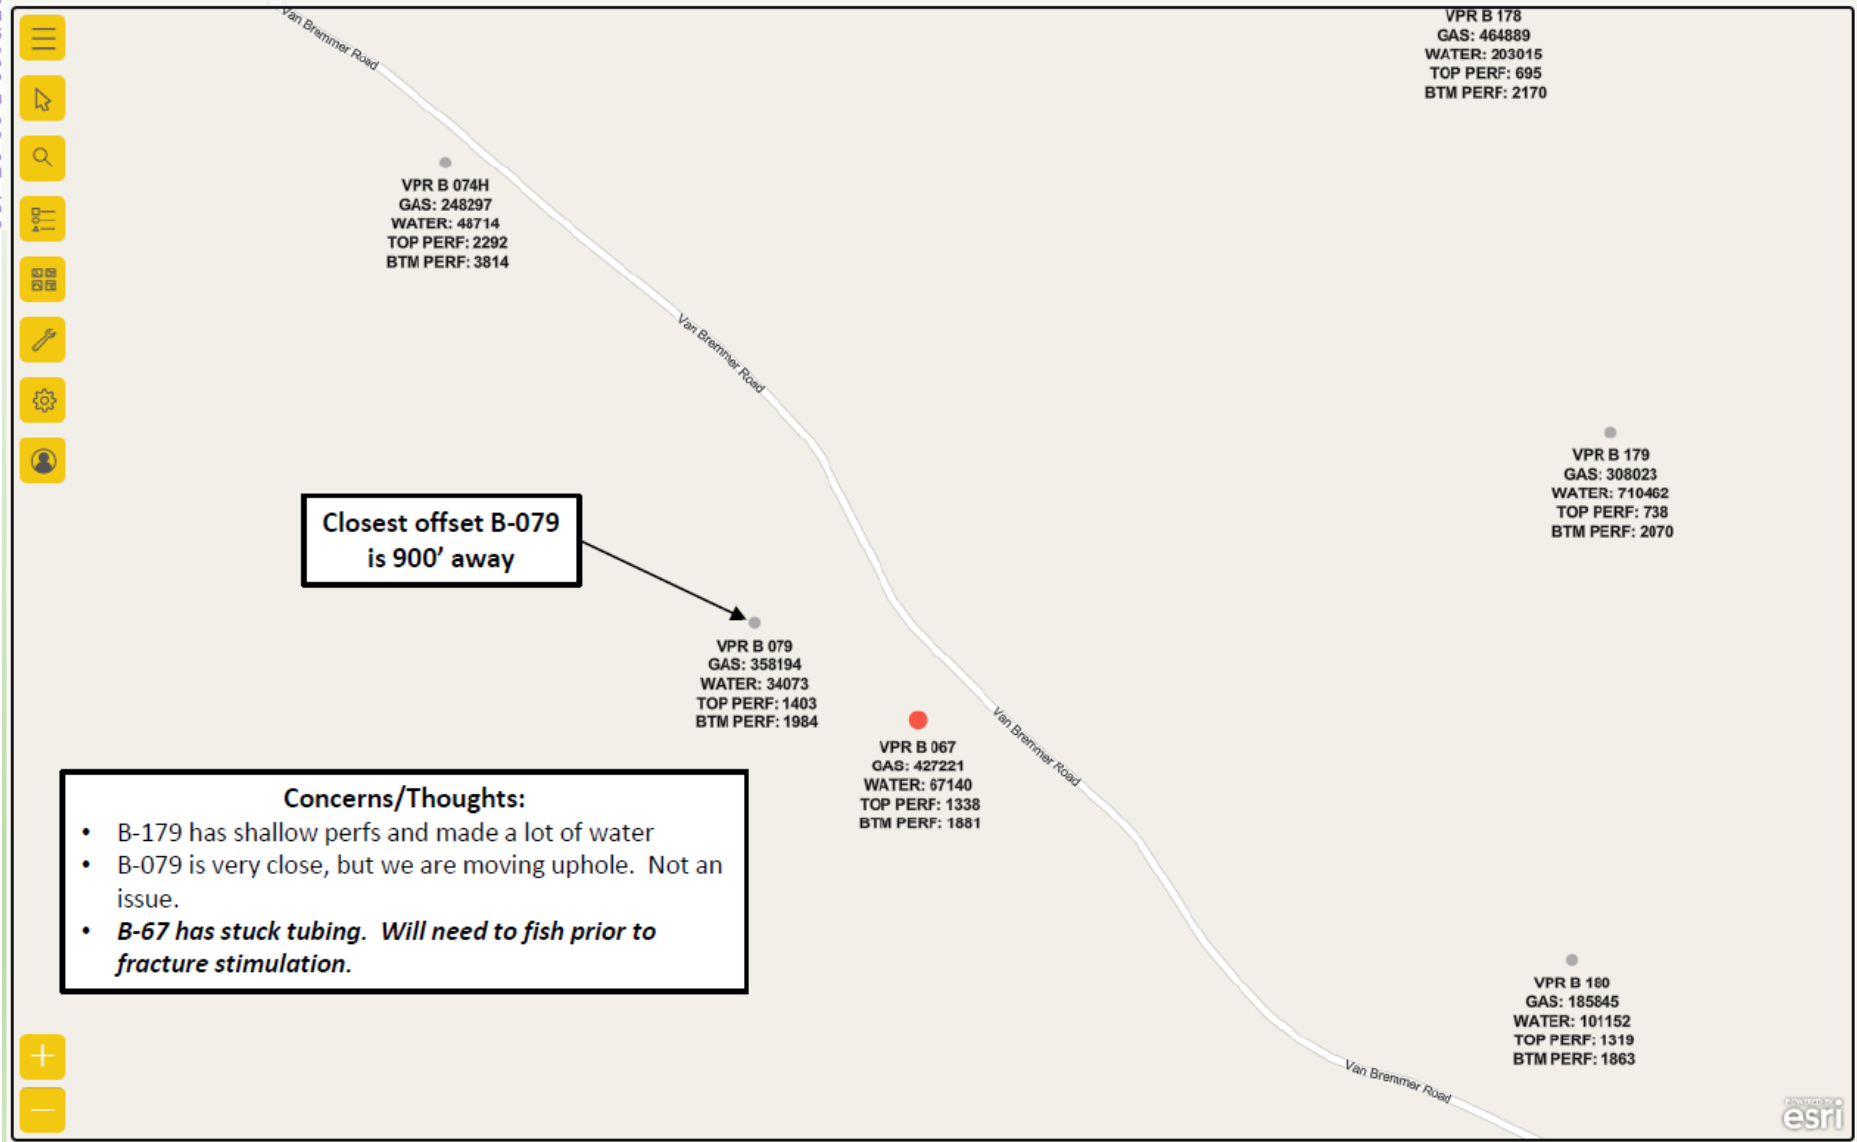 Van Bremmer Road
VPR B 178
GAS: 464889
WATER: 203015
TOP PERF: 695
BTM PERF: 2170
VPR B 074H
GAS: 248297
WATER: 48714
TOP PERF: 2292
BTM PERF: 3814
Van Bremmer Road
VPR B 179
GAS: 308023
WATER: 710462
TOP PERF: 738
BTM PERF: 2070
Closest offset B-079
is 900’ away
VPR B 079
GAS: 358194
WATER: 34073
TOP PERF: 1403
BTM PERF: 1984
Van Bremmer Road
VPR B 067
GAS: 427221
WATER: 67140
TOP PERF: 1338
BTM PERF: 1881
Concerns/Thoughts:
• B-179 has shallow perfs and made a lot of water
• B-079 is very close, but we are moving uphole. Not an
issue.
• B-67 has stuck tubing. Will need to fish prior to
fracture stimulation.
VPR B 180
GAS: 185845
WATER: 101152
TOP PERF: 1319
BTM PERF: 1863
Van Bremmer Road
POWERED BY
esri